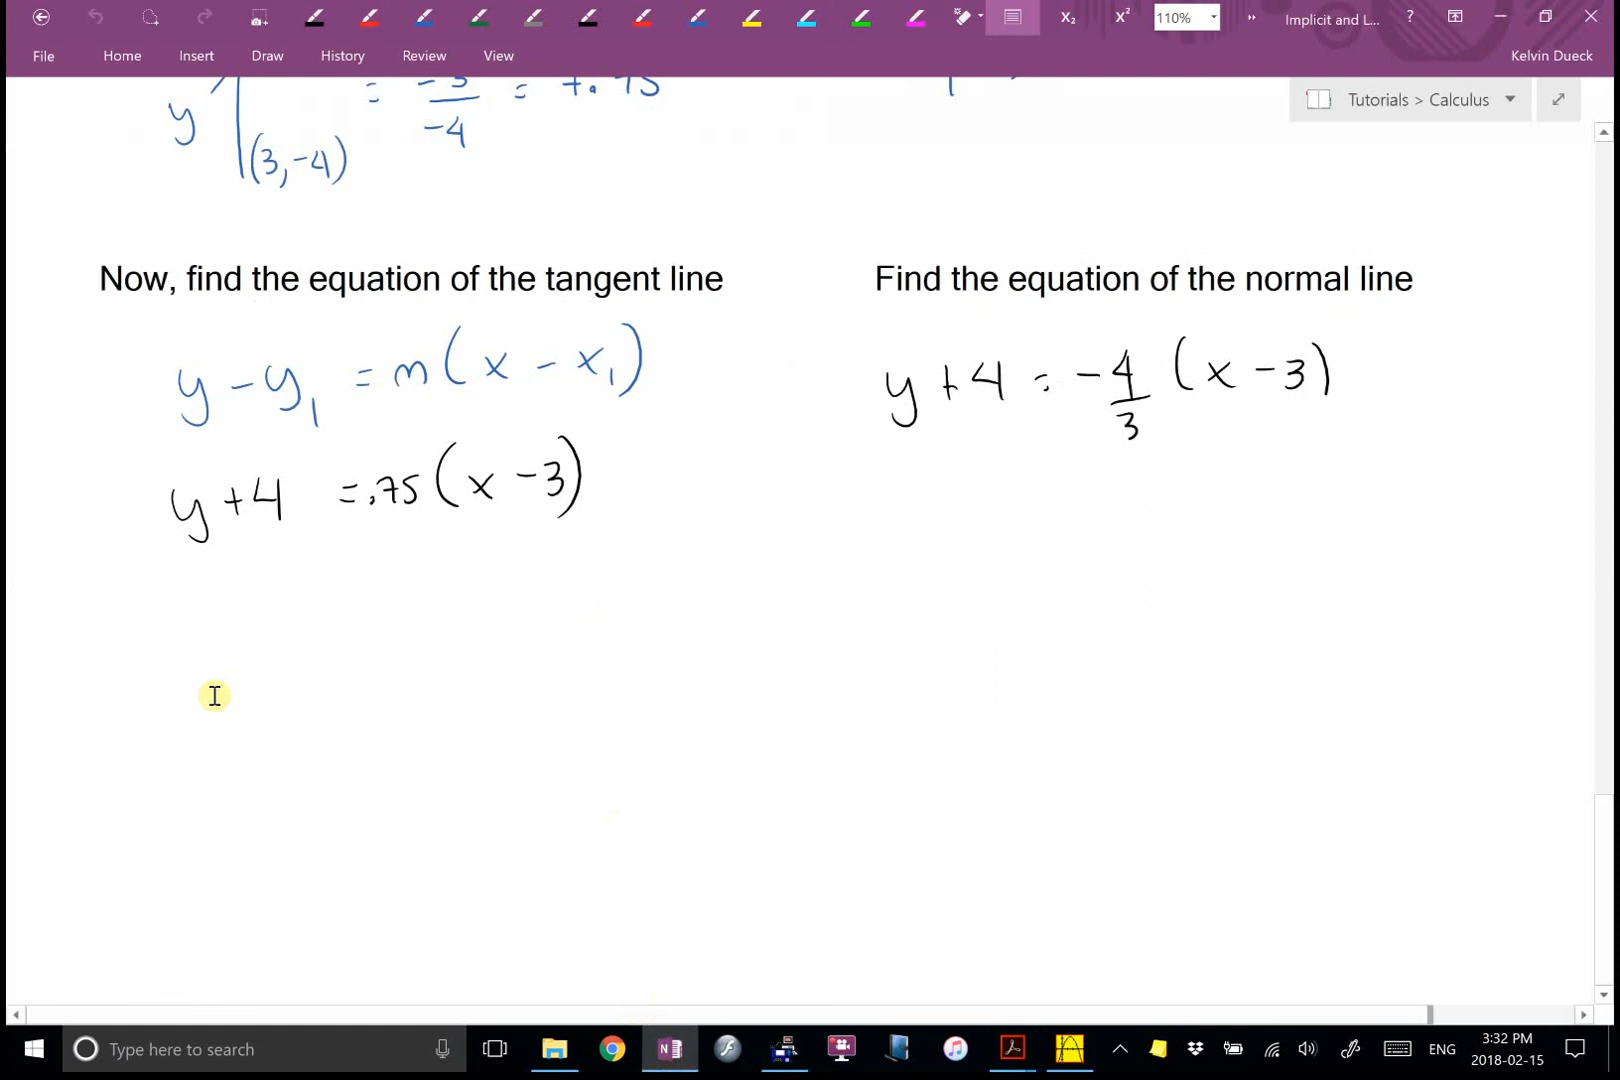 X₂ X² 110% » Implicit and L... ?
File Home Insert Draw History Review View Kelvin Dueck
Tutorials > Calculus
y' | = -3/-4 = +.75
(3,-4)
Now, find the equation of the tangent line
y - y₁ = m(x - x₁)
y + 4 = .75(x - 3)
Find the equation of the normal line
y + 4 = -4/3 (x - 3)
Type here to search
ENG
3:32 PM
2018-02-15